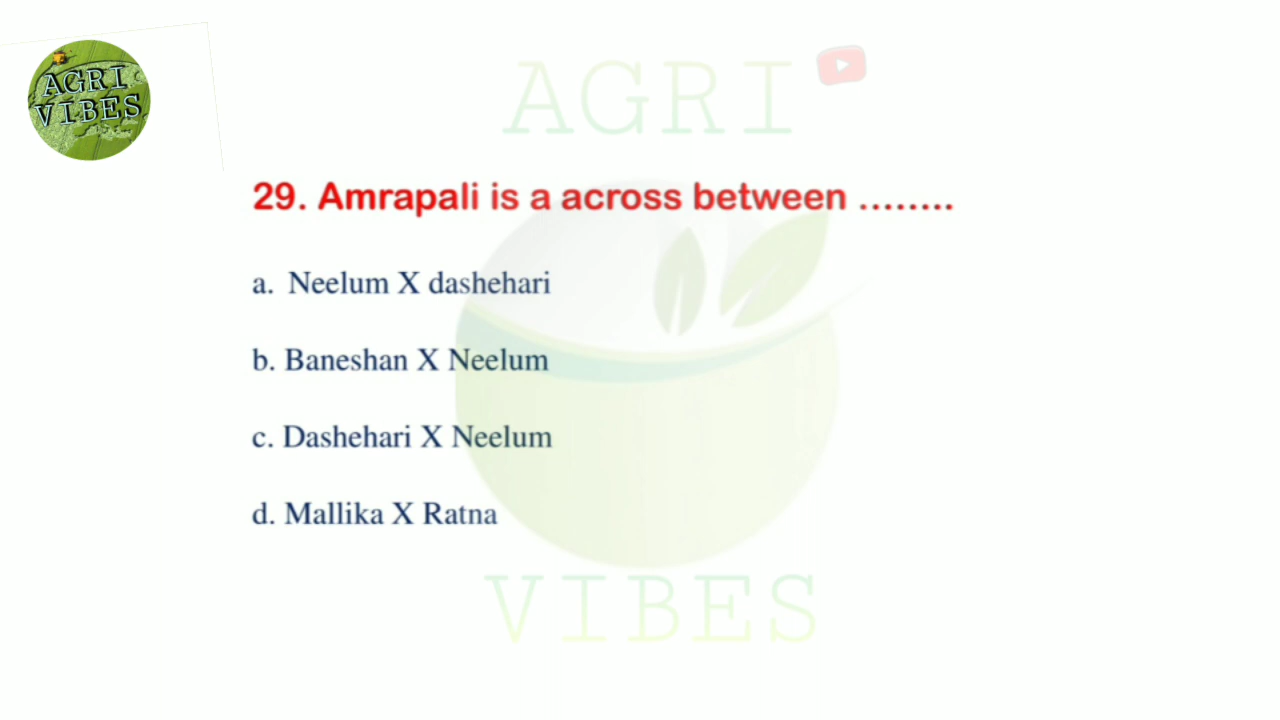 AGRI
VIBES
AGRI
29. Amrapali is a across between ........
a. Neelum X dashehari
b. Baneshan X Neelum
c. Dashehari X Neelum
d. Mallika X Ratna
VIBES